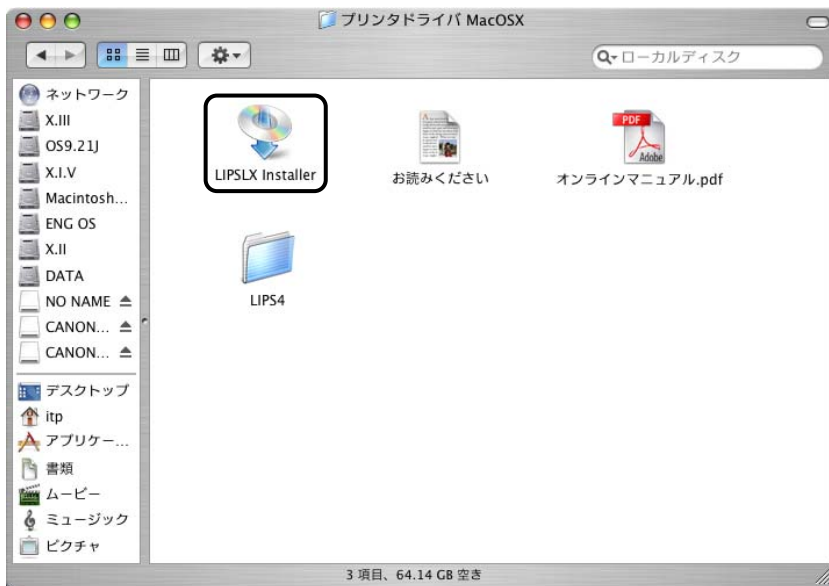 プリンタドライバ MacOSX
ローカルディスク
ネットワーク
X.III
OS9.21J
X.I.V
Macintosh...
ENG OS
X.II
DATA
NO NAME
CANON...
CANON...
デスクトップ
itp
アプリケー...
書類
ムービー
ミュージック
ピクチャ
LIPSLX Installer
お読みください
PDF
Adobe
オンラインマニュアル.pdf
LIPS4
3 項目、64.14 GB 空き